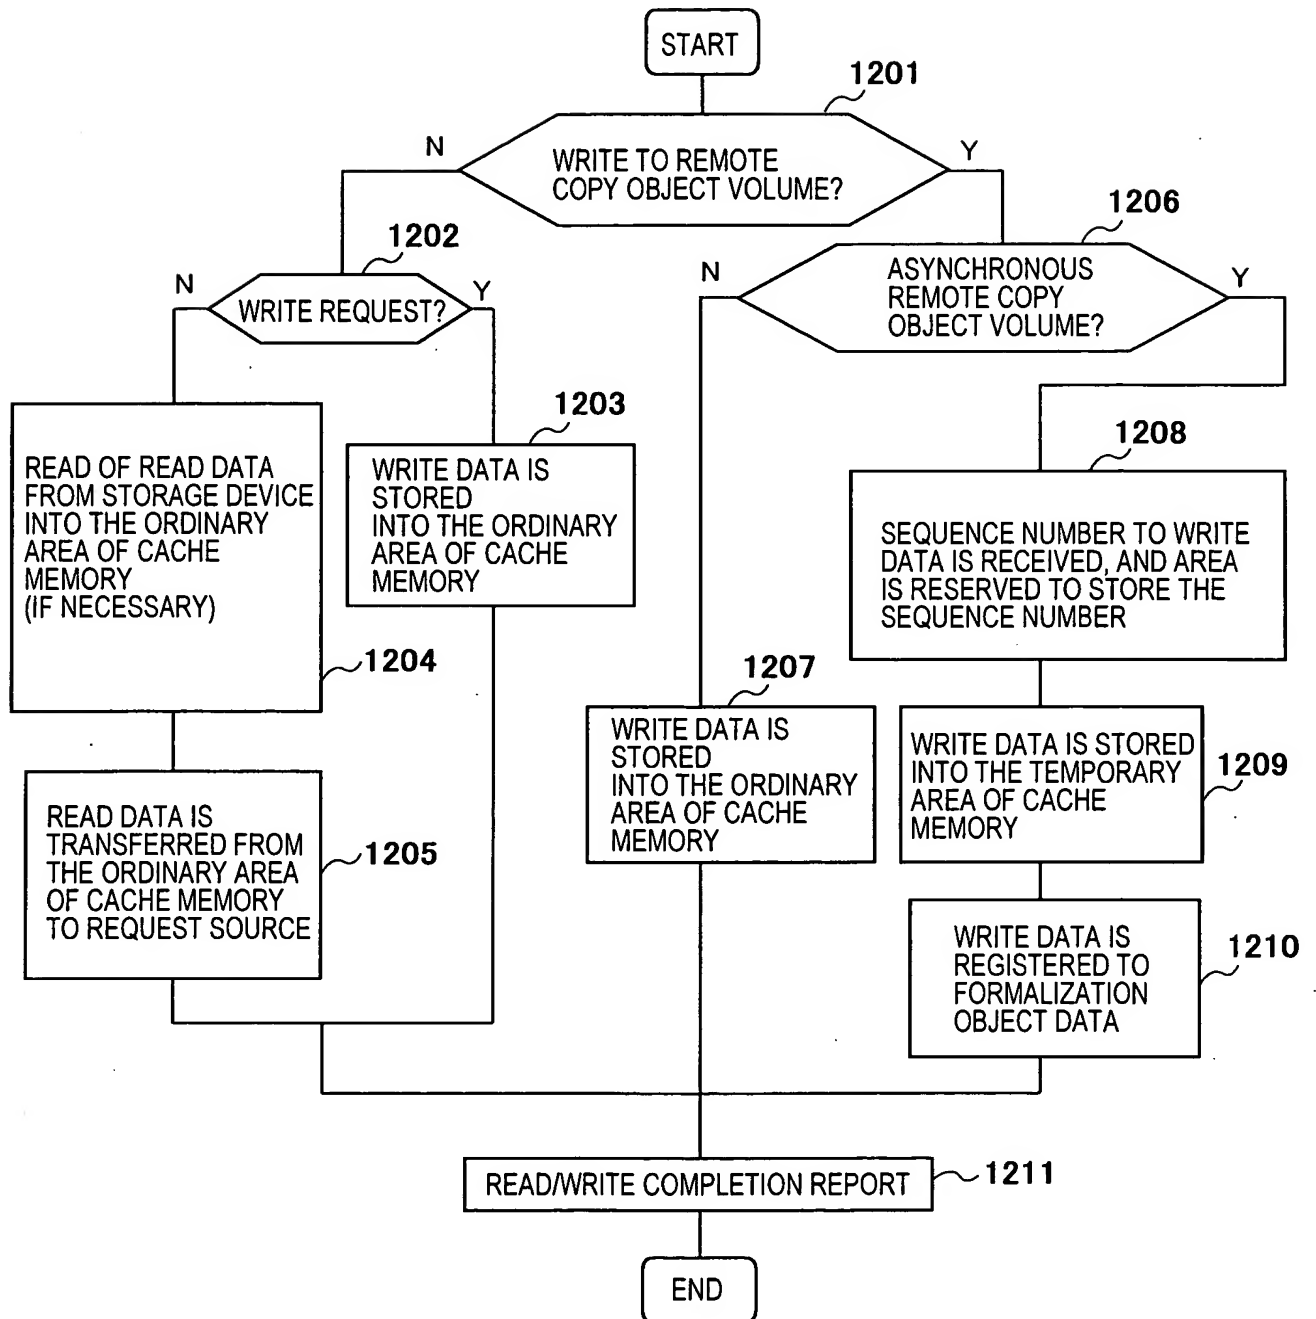 START
1201
N
WRITE TO REMOTE
COPY OBJECT VOLUME?
Y
1202
N
WRITE REQUEST?
Y
1206
N
ASYNCHRONOUS
REMOTE COPY
OBJECT VOLUME?
Y
READ OF READ DATA
FROM STORAGE DEVICE
INTO THE ORDINARY
AREA OF CACHE
MEMORY
(IF NECESSARY)
1204
1203
WRITE DATA IS
STORED
INTO THE ORDINARY
AREA OF CACHE
MEMORY
1208
SEQUENCE NUMBER TO WRITE
DATA IS RECEIVED, AND AREA
IS RESERVED TO STORE THE
SEQUENCE NUMBER
READ DATA IS
TRANSFERRED FROM
THE ORDINARY AREA
OF CACHE MEMORY
TO REQUEST SOURCE
1205
1207
WRITE DATA IS
STORED
INTO THE ORDINARY
AREA OF CACHE
MEMORY
WRITE DATA IS STORED
INTO THE TEMPORARY
AREA OF CACHE
MEMORY
1209
WRITE DATA IS
REGISTERED TO
FORMALIZATION
OBJECT DATA
1210
READ/WRITE COMPLETION REPORT
1211
END